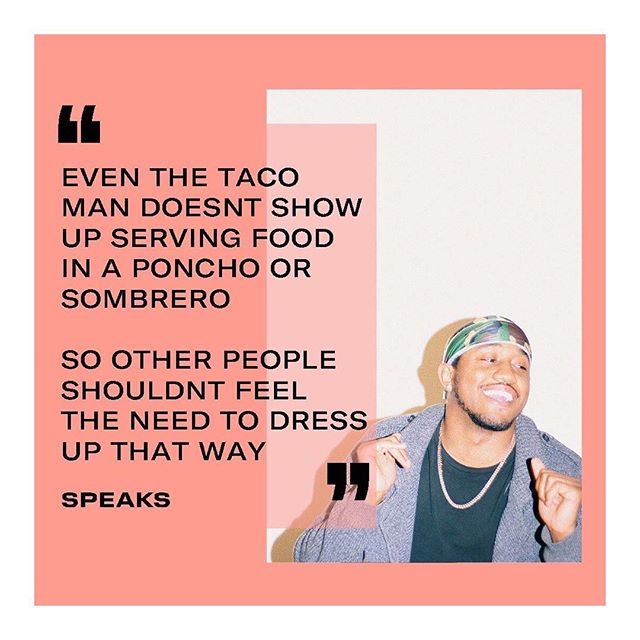 "
EVEN THE TACO
MAN DOESNT SHOW
UP SERVING FOOD
IN A PONCHO OR
SOMBRERO
SO OTHER PEOPLE
SHOULDNT FEEL
THE NEED TO DRESS
UP THAT WAY
"
SPEAKS